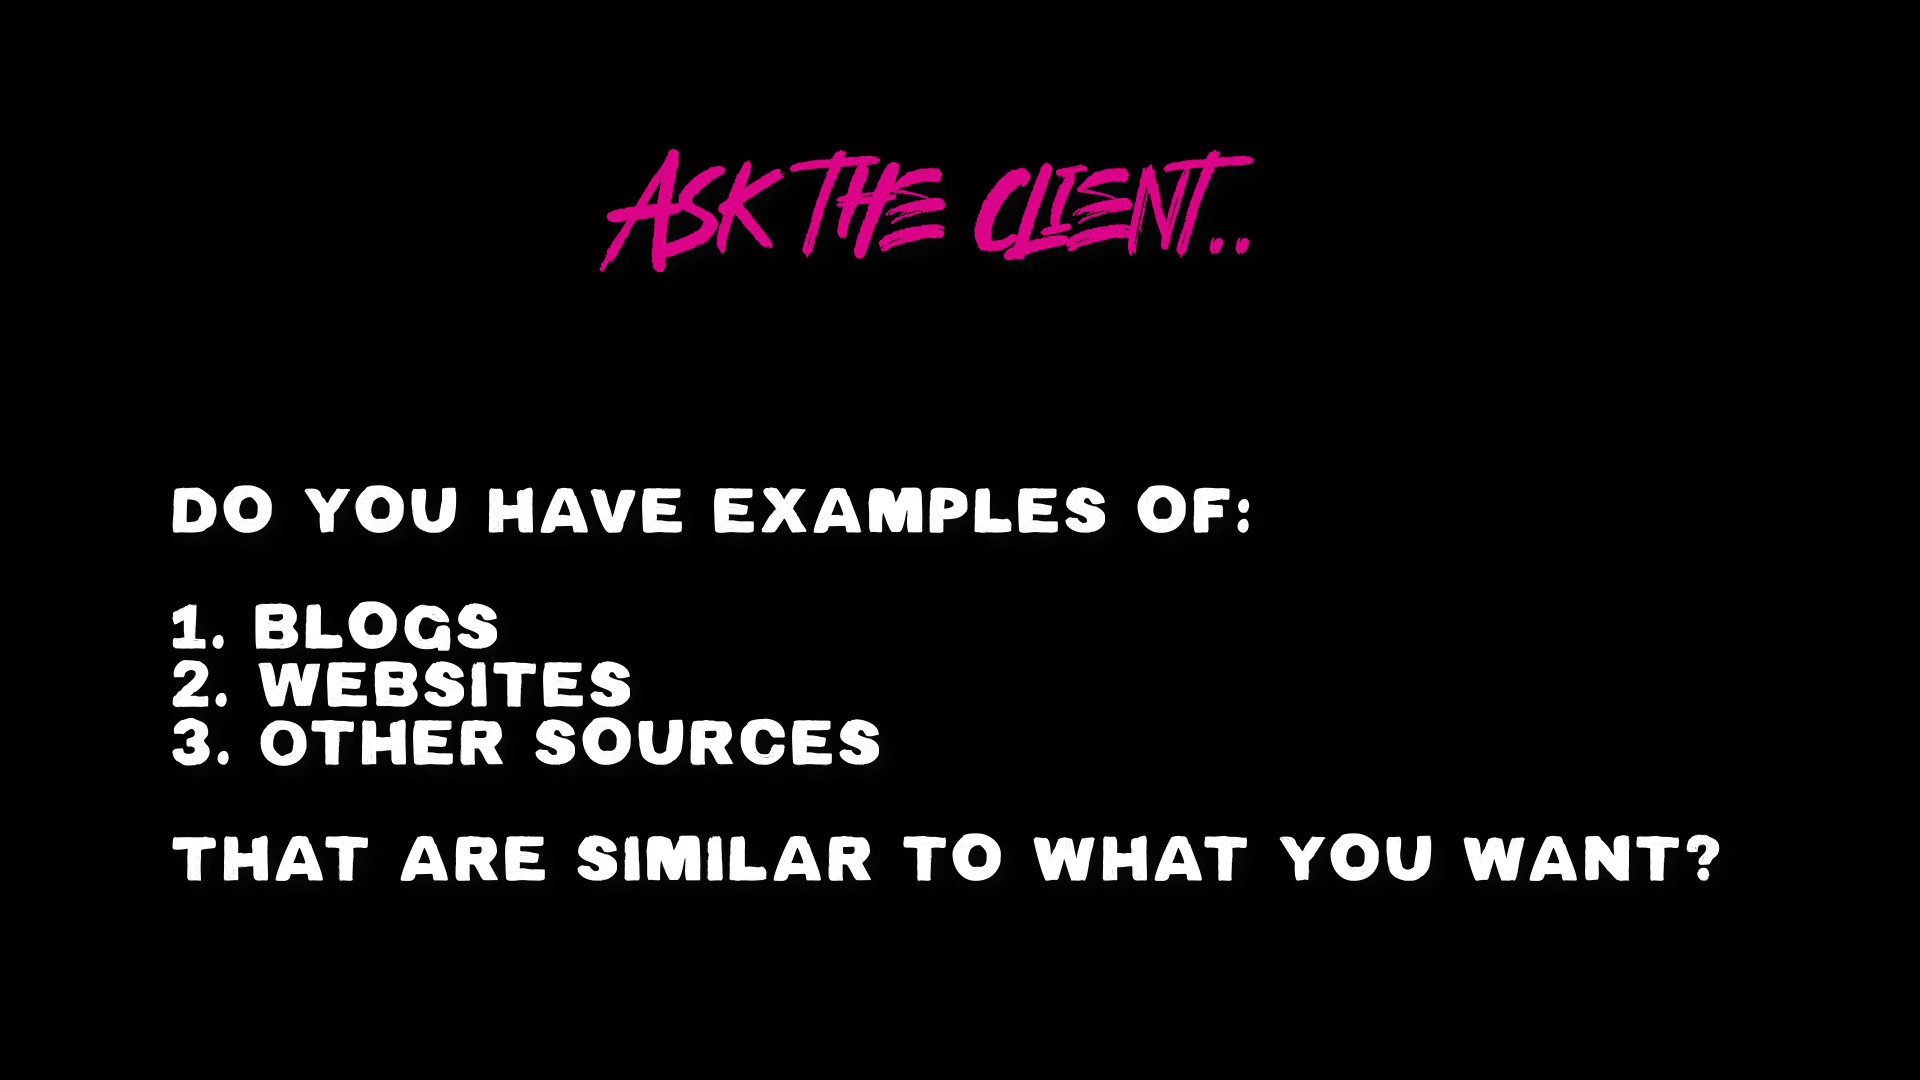 ASK THE CLIENT..
DO YOU HAVE EXAMPLES OF:
1. BLOGS
2. WEBSITES
3. OTHER SOURCES
THAT ARE SIMILAR TO WHAT YOU WANT?